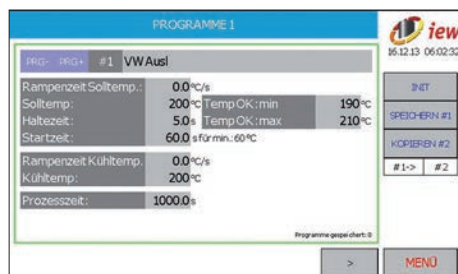 PROGRAMME 1
iew
16.12.13 06:02:32
PRG- PRG+ #1 VW Ausl
Rampenzeit Solltemp.: 0.0 °C/s
Solltemp: 200 °C Temp OK: min 190 °C
Haltezeit: 5.0 s Temp OK: max 210 °C
Startzeit: 60.0 s für min.: 60 °C
Rampenzeit Kühltemp.: 0.0 °C/s
Kühltemp: 200 °C
Prozesszeit: 1000.0 s
Programme gespeichert: 0
INIT
SPEICHERN #1
KOPIEREN #2
#1-> #2
> MENÜ